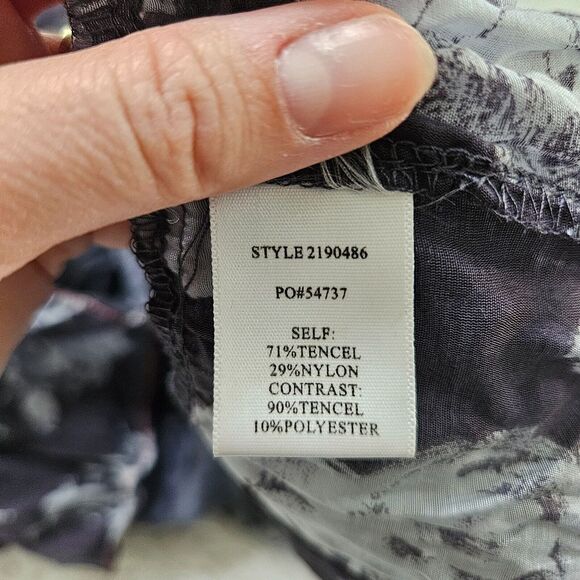 STYLE 2190486
PO#54737
SELF:
71%TENCEL
29%NYLON
CONTRAST:
90%TENCEL
10%POLYESTER